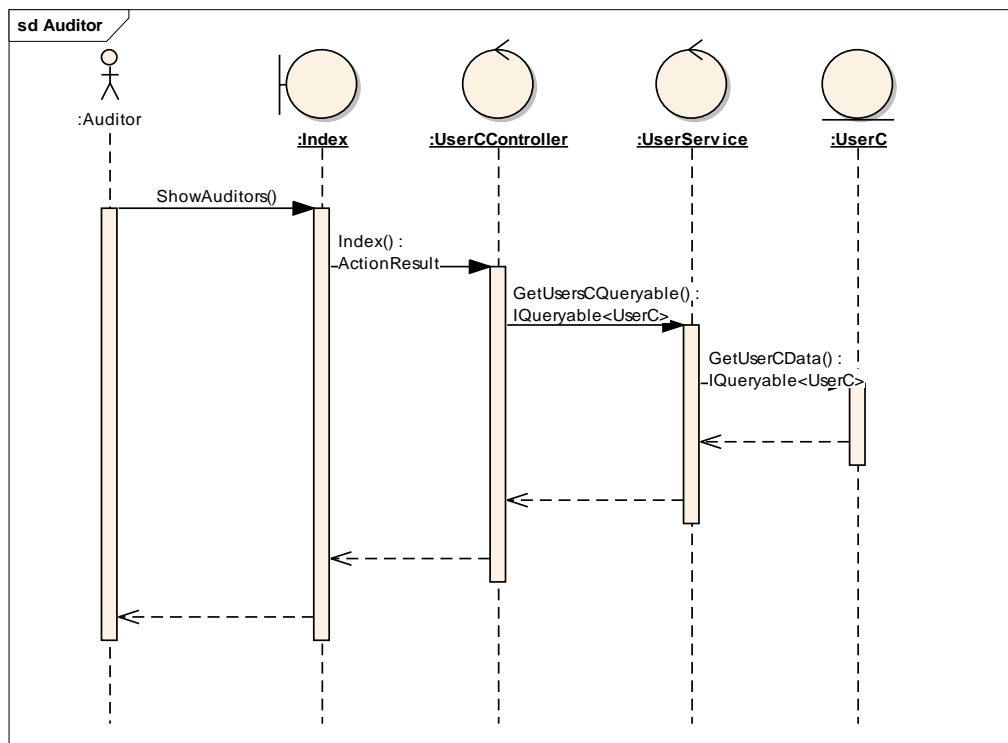 sd Auditor
:Auditor
:Index
:UserCController
:UserService
:UserC
ShowAuditors()
Index() :
ActionResult
GetUsersCQueryable() :
IQueryable<UserC>
GetUserCData() :
IQueryable<UserC>